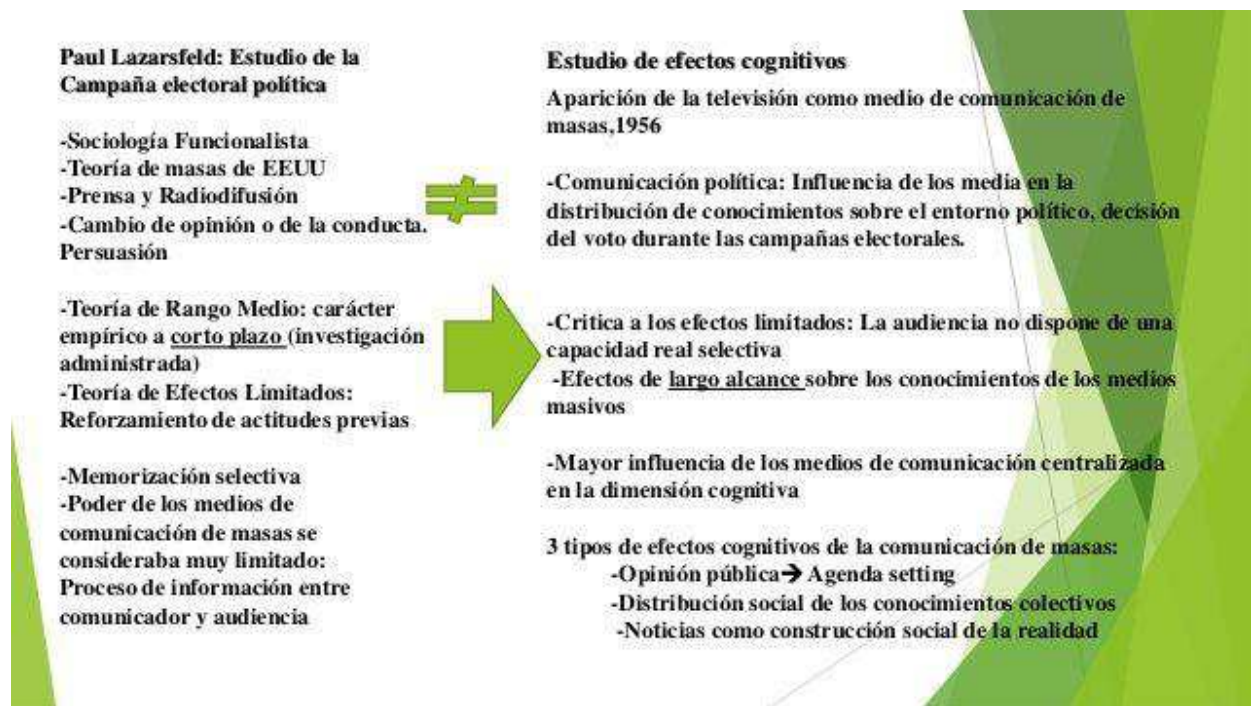 Paul Lazarsfeld: Estudio de la
Campaña electoral política
-Sociología Funcionalista
-Teoría de masas de EEUU
-Prensa y Radiodifusión
-Cambio de opinión o de la conducta.
Persuasión
-Teoría de Rango Medio: carácter
empírico a corto plazo (investigación
administrada)
-Teoría de Efectos Limitados:
Reforzamiento de actitudes previas
-Memorización selectiva
-Poder de los medios de
comunicación de masas se
consideraba muy limitado:
Proceso de información entre
comunicador y audiencia
Estudio de efectos cognitivos
Aparición de la televisión como medio de comunicación de
masas,1956
-Comunicación política: Influencia de los media en la
distribución de conocimientos sobre el entorno político, decisión
del voto durante las campañas electorales.
-Critica a los efectos limitados: La audiencia no dispone de una
capacidad real selectiva
-Efectos de largo alcance sobre los conocimientos de los medios
masivos
-Mayor influencia de los medios de comunicación centralizada
en la dimensión cognitiva
3 tipos de efectos cognitivos de la comunicación de masas:
-Opinión pública➔ Agenda setting
-Distribución social de los conocimientos colectivos
-Noticias como construcción social de la realidad